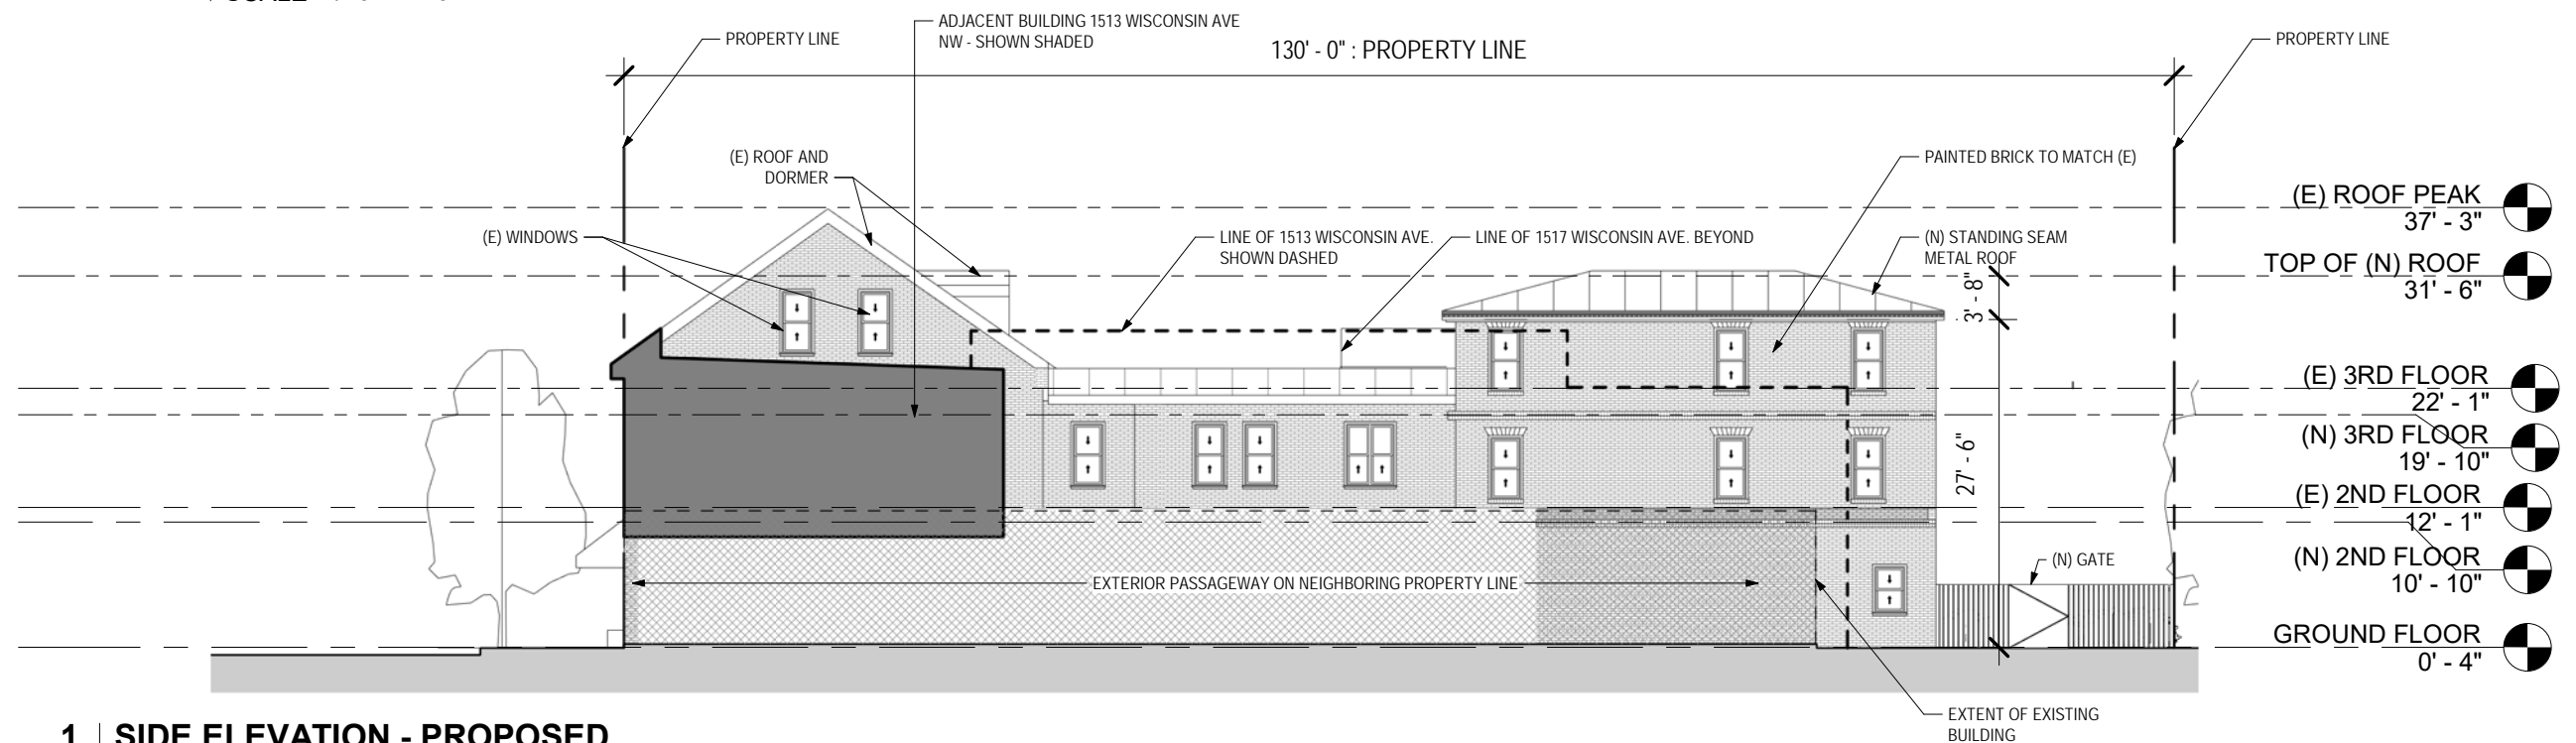 ADJACENT BUILDING 1513 WISCONSIN AVE
NW - SHOWN SHADED
PROPERTY LINE
130' - 0" : PROPERTY LINE
PROPERTY LINE
(E) ROOF AND
DORMER
PAINTED BRICK TO MATCH (E)
(E) WINDOWS
LINE OF 1513 WISCONSIN AVE.
SHOWN DASHED
LINE OF 1517 WISCONSIN AVE. BEYOND
(N) STANDING SEAM
METAL ROOF
3' - 8"
27' - 6"
(E) ROOF PEAK
37' - 3"
TOP OF (N) ROOF
31' - 6"
(E) 3RD FLOOR
22' - 1"
(N) 3RD FLOOR
19' - 10"
(E) 2ND FLOOR
12' - 1"
(N) 2ND FLOOR
10' - 10"
GROUND FLOOR
0' - 4"
(N) GATE
EXTERIOR PASSAGEWAY ON NEIGHBORING PROPERTY LINE
EXTENT OF EXISTING
BUILDING
1 SIDE ELEVATION - PROPOSED